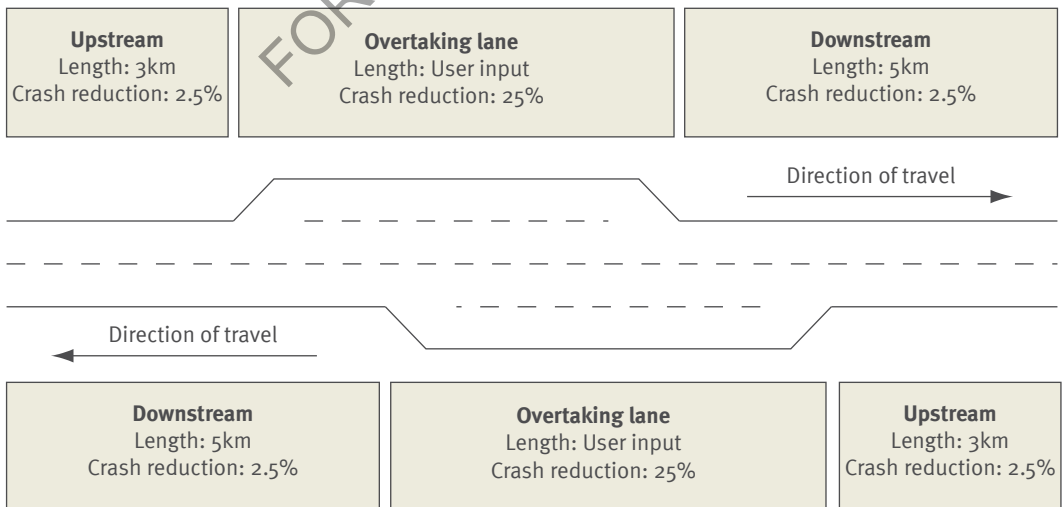 Upstream
Length: 3km
Crash reduction: 2.5%
Overtaking lane
Length: User input
Crash reduction: 25%
Downstream
Length: 5km
Crash reduction: 2.5%
Direction of travel
Direction of travel
Downstream
Length: 5km
Crash reduction: 2.5%
Overtaking lane
Length: User input
Crash reduction: 25%
Upstream
Length: 3km
Crash reduction: 2.5%